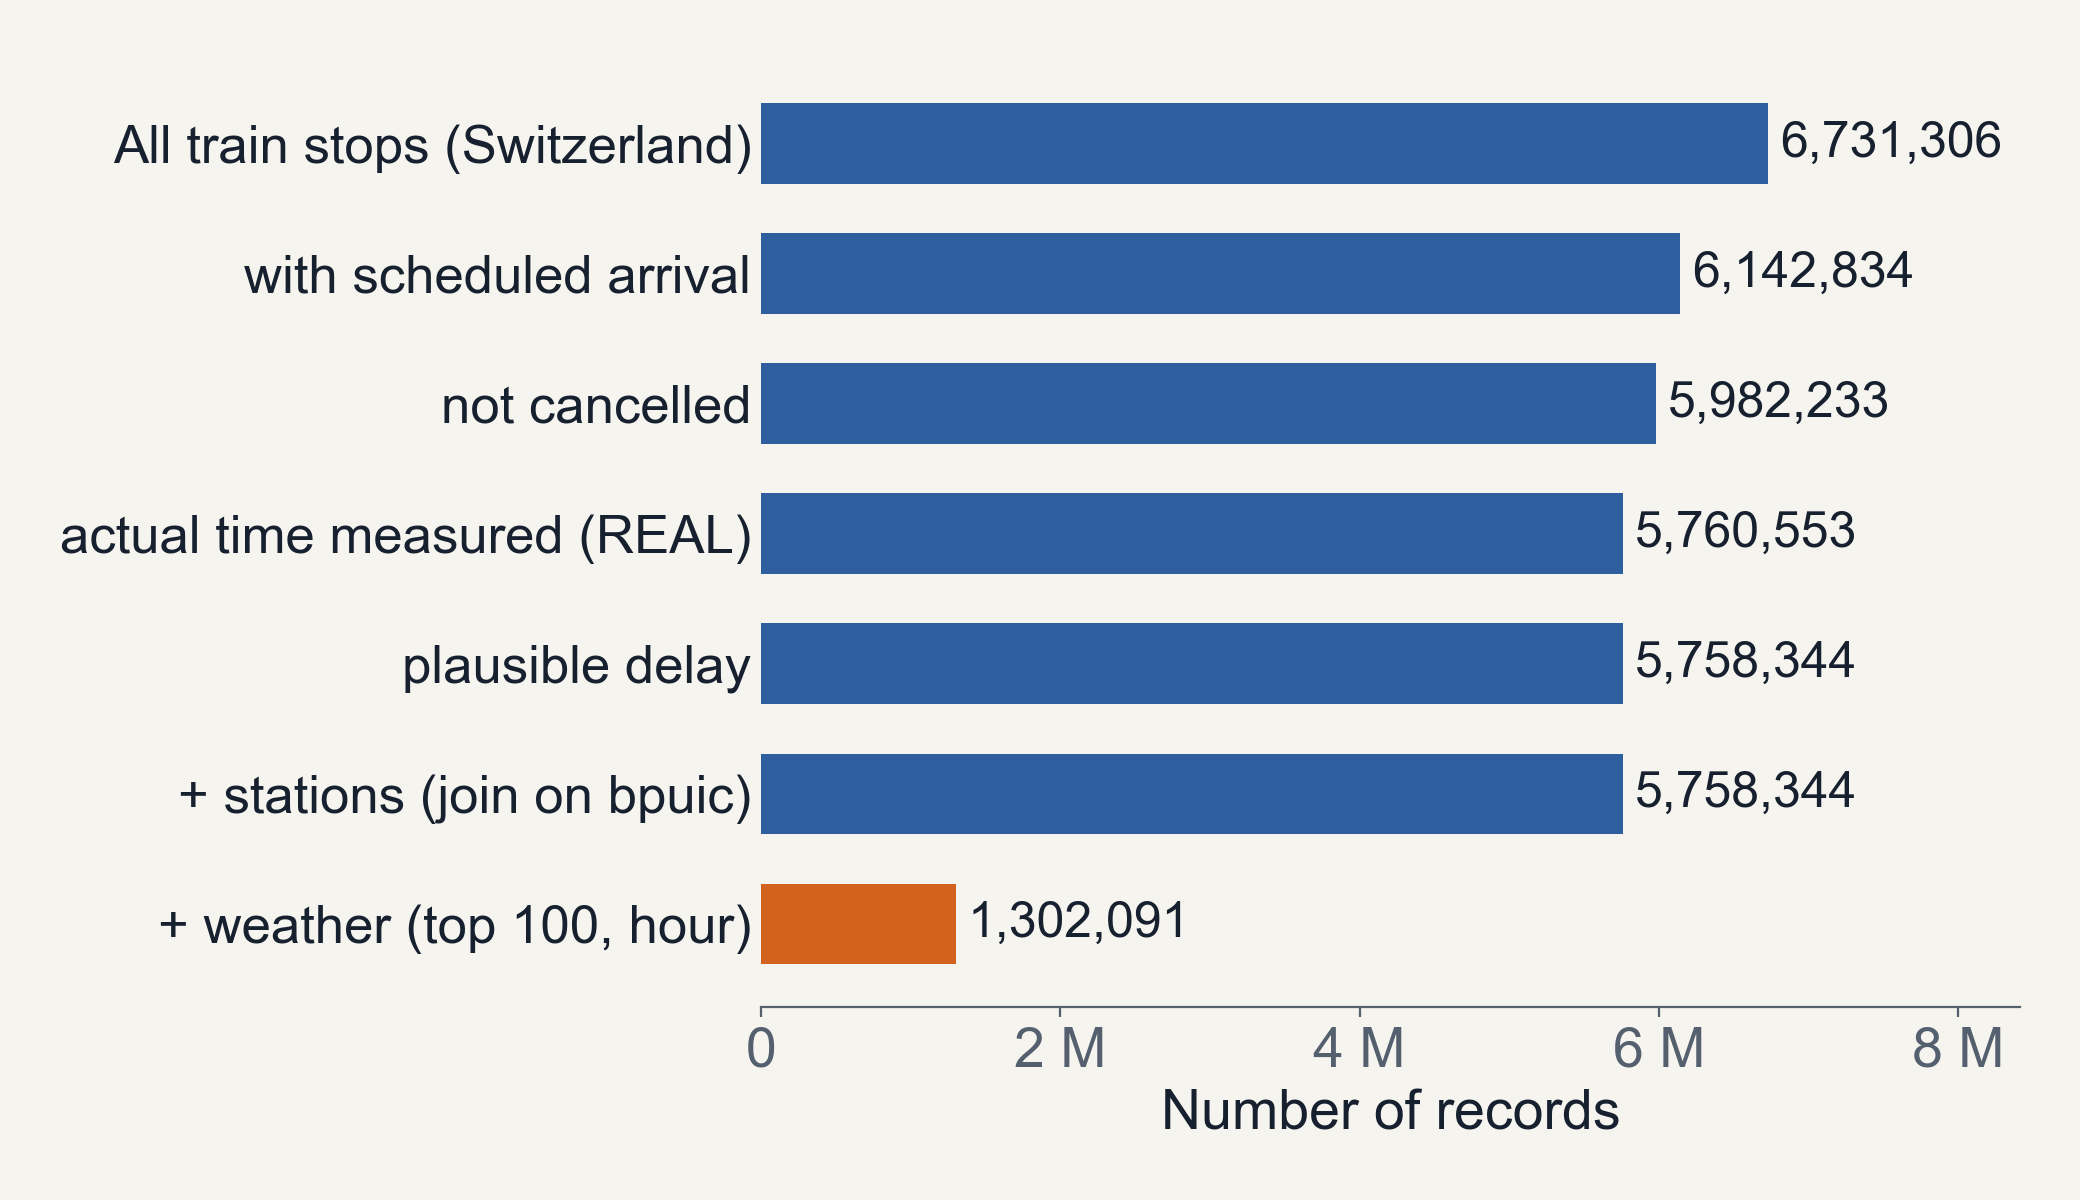 All train stops (Switzerland) 6,731,306
with scheduled arrival 6,142,834
not cancelled 5,982,233
actual time measured (REAL) 5,760,553
plausible delay 5,758,344
+ stations (join on bpuic) 5,758,344
+ weather (top 100, hour) 1,302,091
0 2 M 4 M 6 M 8 M
Number of records